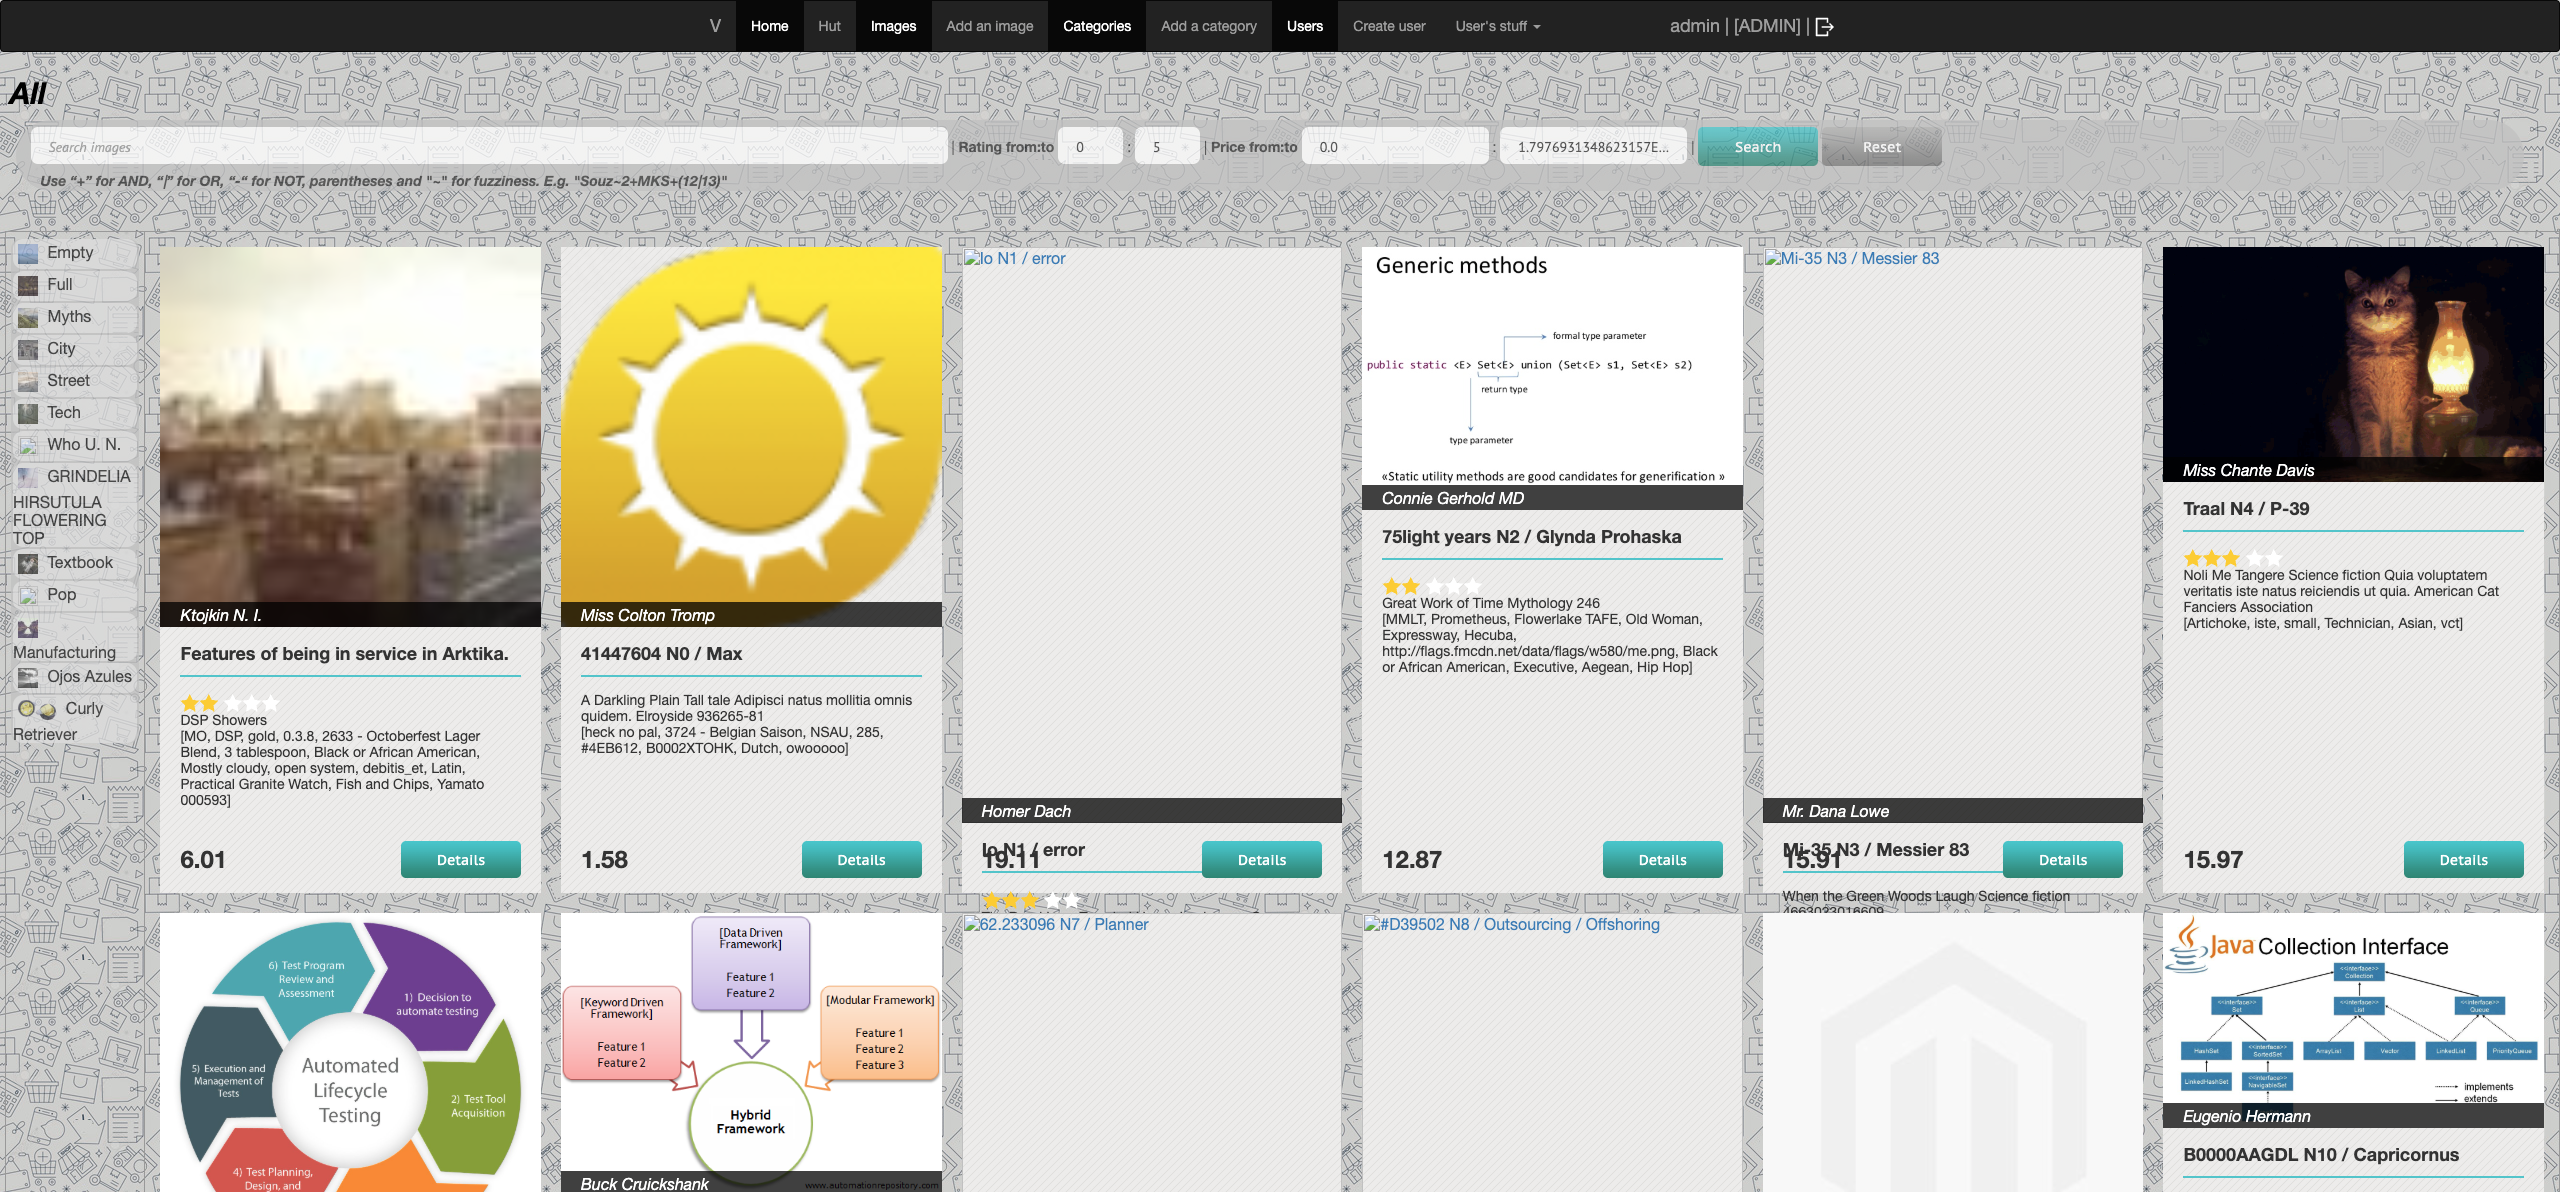 V Home Hut Images Add an image Categories Add a category Users Create user User's stuff admin | [ADMIN] |
All
Search images | Rating from:to 0 : 5 | Price from:to 0.0 : 1.7976931348623157E... | Search Reset
Use “+” for AND, “|” for OR, “-“ for NOT, parentheses and "~" for fuzziness. E.g. "Souz~2+MKS+(12|13)"
Empty
Full
Myths
City
Street
Tech
Who U. N.
GRINDELIA
HIRSUTULA
FLOWERING
TOP
Textbook
Pop
Manufacturing
Ojos Azules
Curly
Retriever
Ktojkin N. I.
Features of being in service in Arktika.
DSP Showers
[MO, DSP, gold, 0.3.8, 2633 - Octoberfest Lager
Blend, 3 tablespoon, Black or African American,
Mostly cloudy, open system, debitis_et, Latin,
Practical Granite Watch, Fish and Chips, Yamato
000593]
6.01 Details
Miss Colton Tromp
41447604 N0 / Max
A Darkling Plain Tall tale Adipisci natus mollitia omnis
quidem. Elroyside 936265-81
[heck no pal, 3724 - Belgian Saison, NSAU, 285,
#4EB612, B0002XTOHK, Dutch, owooooo]
1.58 Details
Io N1 / error
Homer Dach
Io N1 / error
19.11 Details
Generic methods
formal type parameter
public static <E> Set<E> union (Set<E> s1, Set<E> s2)
return type
type parameter
«Static utility methods are good candidates for generification »
Connie Gerhold MD
75light years N2 / Glynda Prohaska
Great Work of Time Mythology 246
[MMLT, Prometheus, Flowerlake TAFE, Old Woman,
Expressway, Hecuba,
http://flags.fmcdn.net/data/flags/w580/me.png, Black
or African American, Executive, Aegean, Hip Hop]
12.87 Details
Mi-35 N3 / Messier 83
Mr. Dana Lowe
Mi-35 N3 / Messier 83
15.91 Details
When the Green Woods Laugh Science fiction
Miss Chante Davis
Traal N4 / P-39
Noli Me Tangere Science fiction Quia voluptatem
veritatis iste natus reiciendis ut quia. American Cat
Fanciers Association
[Artichoke, iste, small, Technician, Asian, vct]
15.97 Details
6) Test Program
Review and
Assessment
1) Decision to
automate testing
5) Execution and
Management of
Tests
Automated
Lifecycle
Testing
2) Test Tool
Acquisition
4) Test Planning,
Design, and
[Data Driven
Framework]
Feature 1
Feature 2
[Keyword Driven
Framework]
Feature 1
Feature 2
[Modular Framework]
Feature 1
Feature 2
Feature 3
Hybrid
Framework
www.automationrepository.com
Buck Cruickshank
62.233096 N7 / Planner
#D39502 N8 / Outsourcing / Offshoring
Java Collection Interface
<<interface>>
Collection
<<interface>>
Set
<<interface>>
List
<<interface>>
Queue
HashSet
<<interface>>
SortedSet
ArrayList
Vector
LinkedList
PriorityQueue
LinkedHashSet
<<interface>>
NavigableSet
implements
extends
Eugenio Hermann
B0000AAGDL N10 / Capricornus